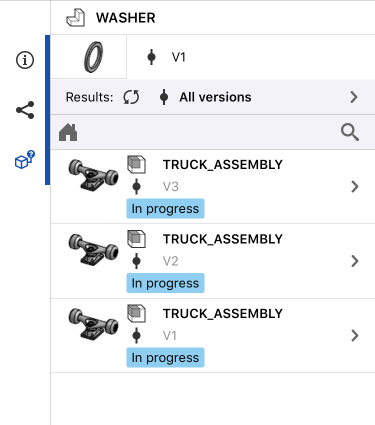 WASHER
V1
Results: All versions
TRUCK_ASSEMBLY
V3
In progress
TRUCK_ASSEMBLY
V2
In progress
TRUCK_ASSEMBLY
V1
In progress